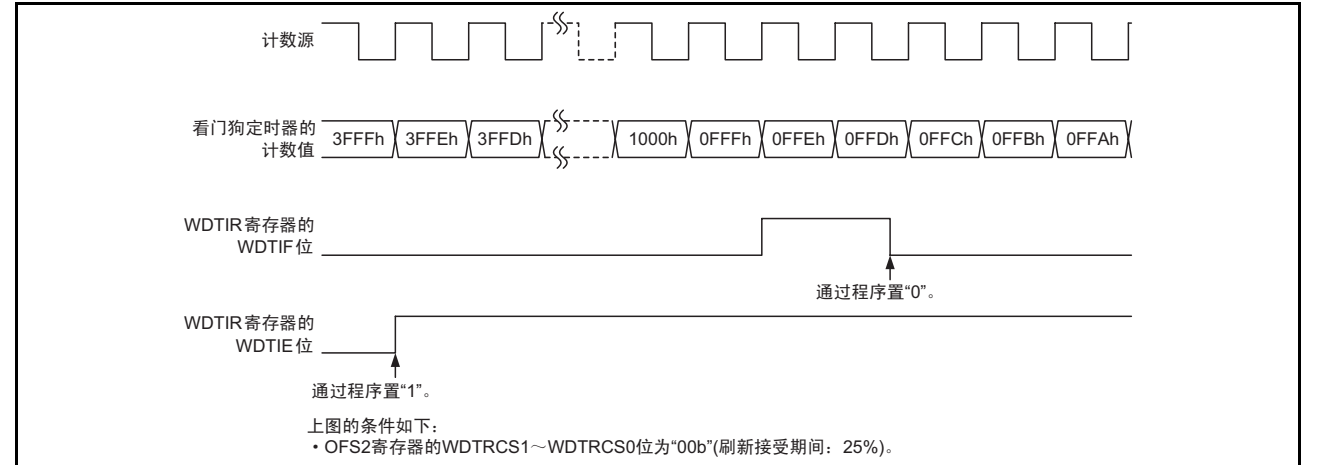 计数源
看门狗定时器的
计数值
3FFFh 3FFEh 3FFDh 1000h 0FFFh 0FFEh 0FFDh 0FFCh 0FFBh 0FFAh
WDTIR寄存器的
WDTIF位
通过程序置“0”。
WDTIR寄存器的
WDTIE位
通过程序置“1”。
上图的条件如下：
・OFS2寄存器的WDTRCS1～WDTRCS0位为“00b”(刷新接受期间：25%)。